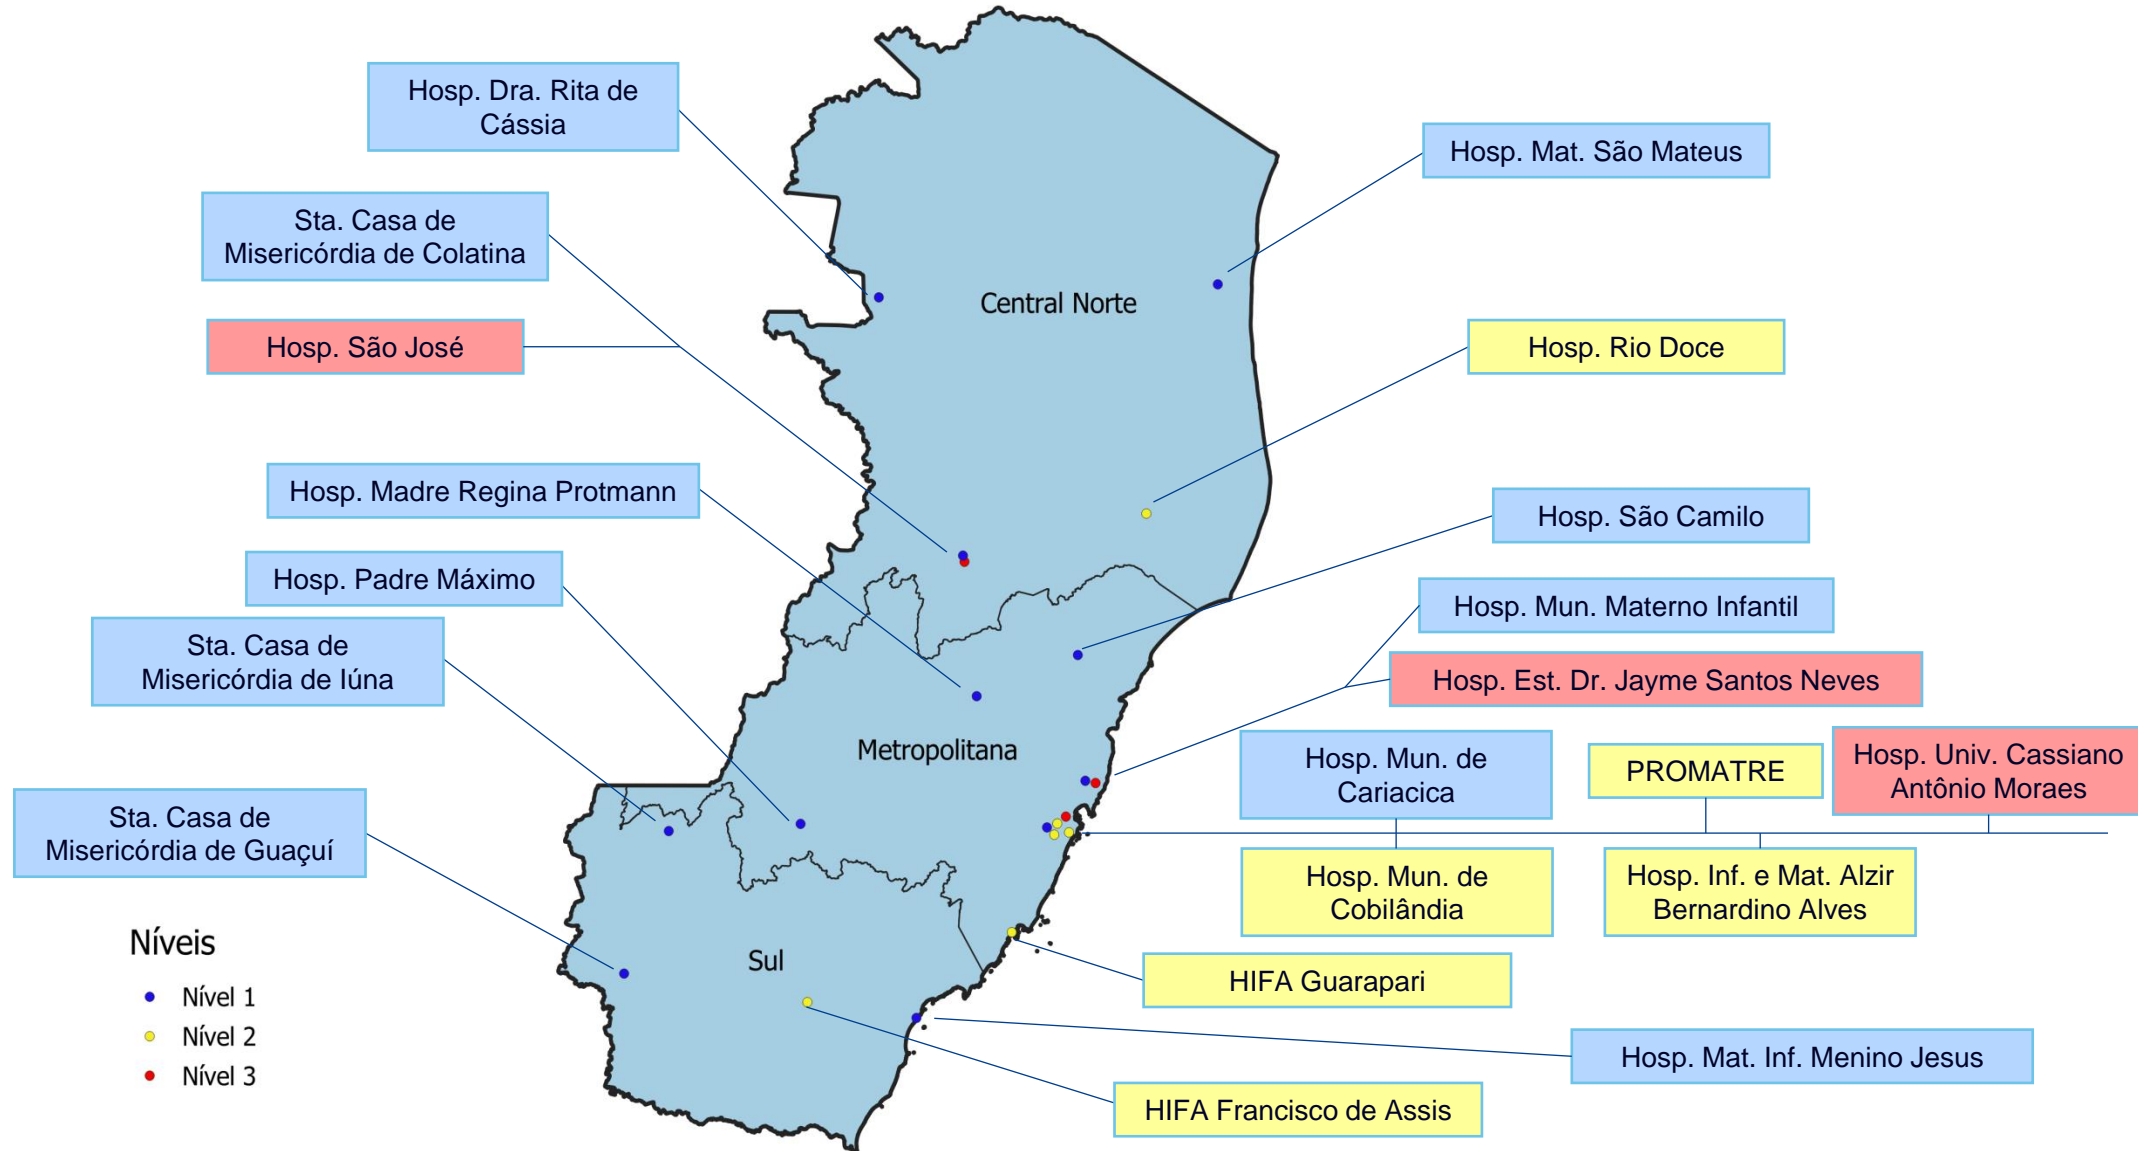 Hosp. Dra. Rita de
Cássia
Hosp. Mat. São Mateus
Sta. Casa de
Misericórdia de Colatina
Central Norte
Hosp. São José
Hosp. Rio Doce
Hosp. Madre Regina Protmann
Hosp. São Camilo
Hosp. Padre Máximo
Hosp. Mun. Materno Infantil
Sta. Casa de
Misericórdia de Iúna
Hosp. Est. Dr. Jayme Santos Neves
Metropolitana
Hosp. Mun. de
Cariacica
PROMATRE
Hosp. Univ. Cassiano
Antônio Moraes
Sta. Casa de
Misericórdia de Guaçuí
Hosp. Mun. de
Cobilândia
Hosp. Inf. e Mat. Alzir
Bernardino Alves
Sul
HIFA Guarapari
Níveis
Nível 1
Nível 2
Nível 3
Hosp. Mat. Inf. Menino Jesus
HIFA Francisco de Assis